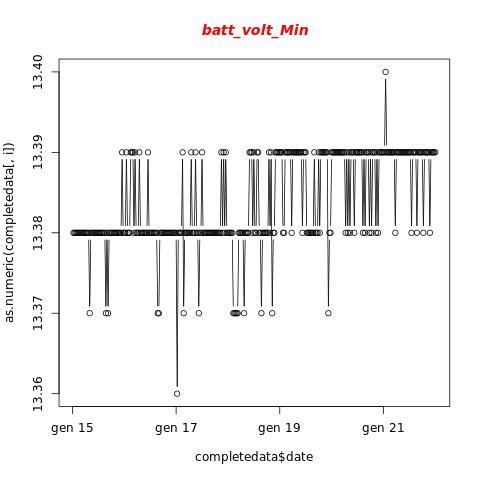 batt_volt_Min
as.numeric(completedata[, i])
13.40
13.39
13.38
13.37
13.36
gen 15
gen 17
gen 19
gen 21
completedata$date